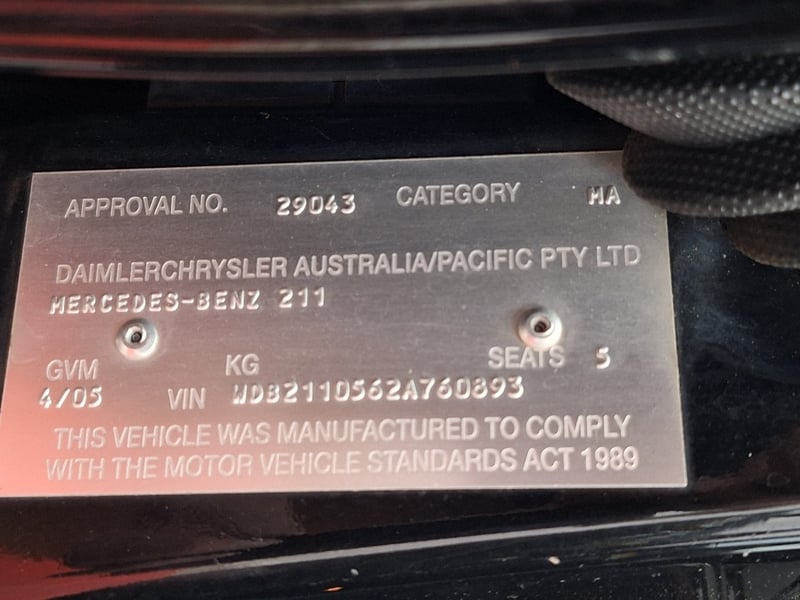 APPROVAL NO. 29043 CATEGORY MA
DAIMLERCHRYSLER AUSTRALIA/PACIFIC PTY LTD
MERCEDES-BENZ 211
GVM KG SEATS 5
4/05 VIN WDB2110562A760893
THIS VEHICLE WAS MANUFACTURED TO COMPLY
WITH THE MOTOR VEHICLE STANDARDS ACT 1989